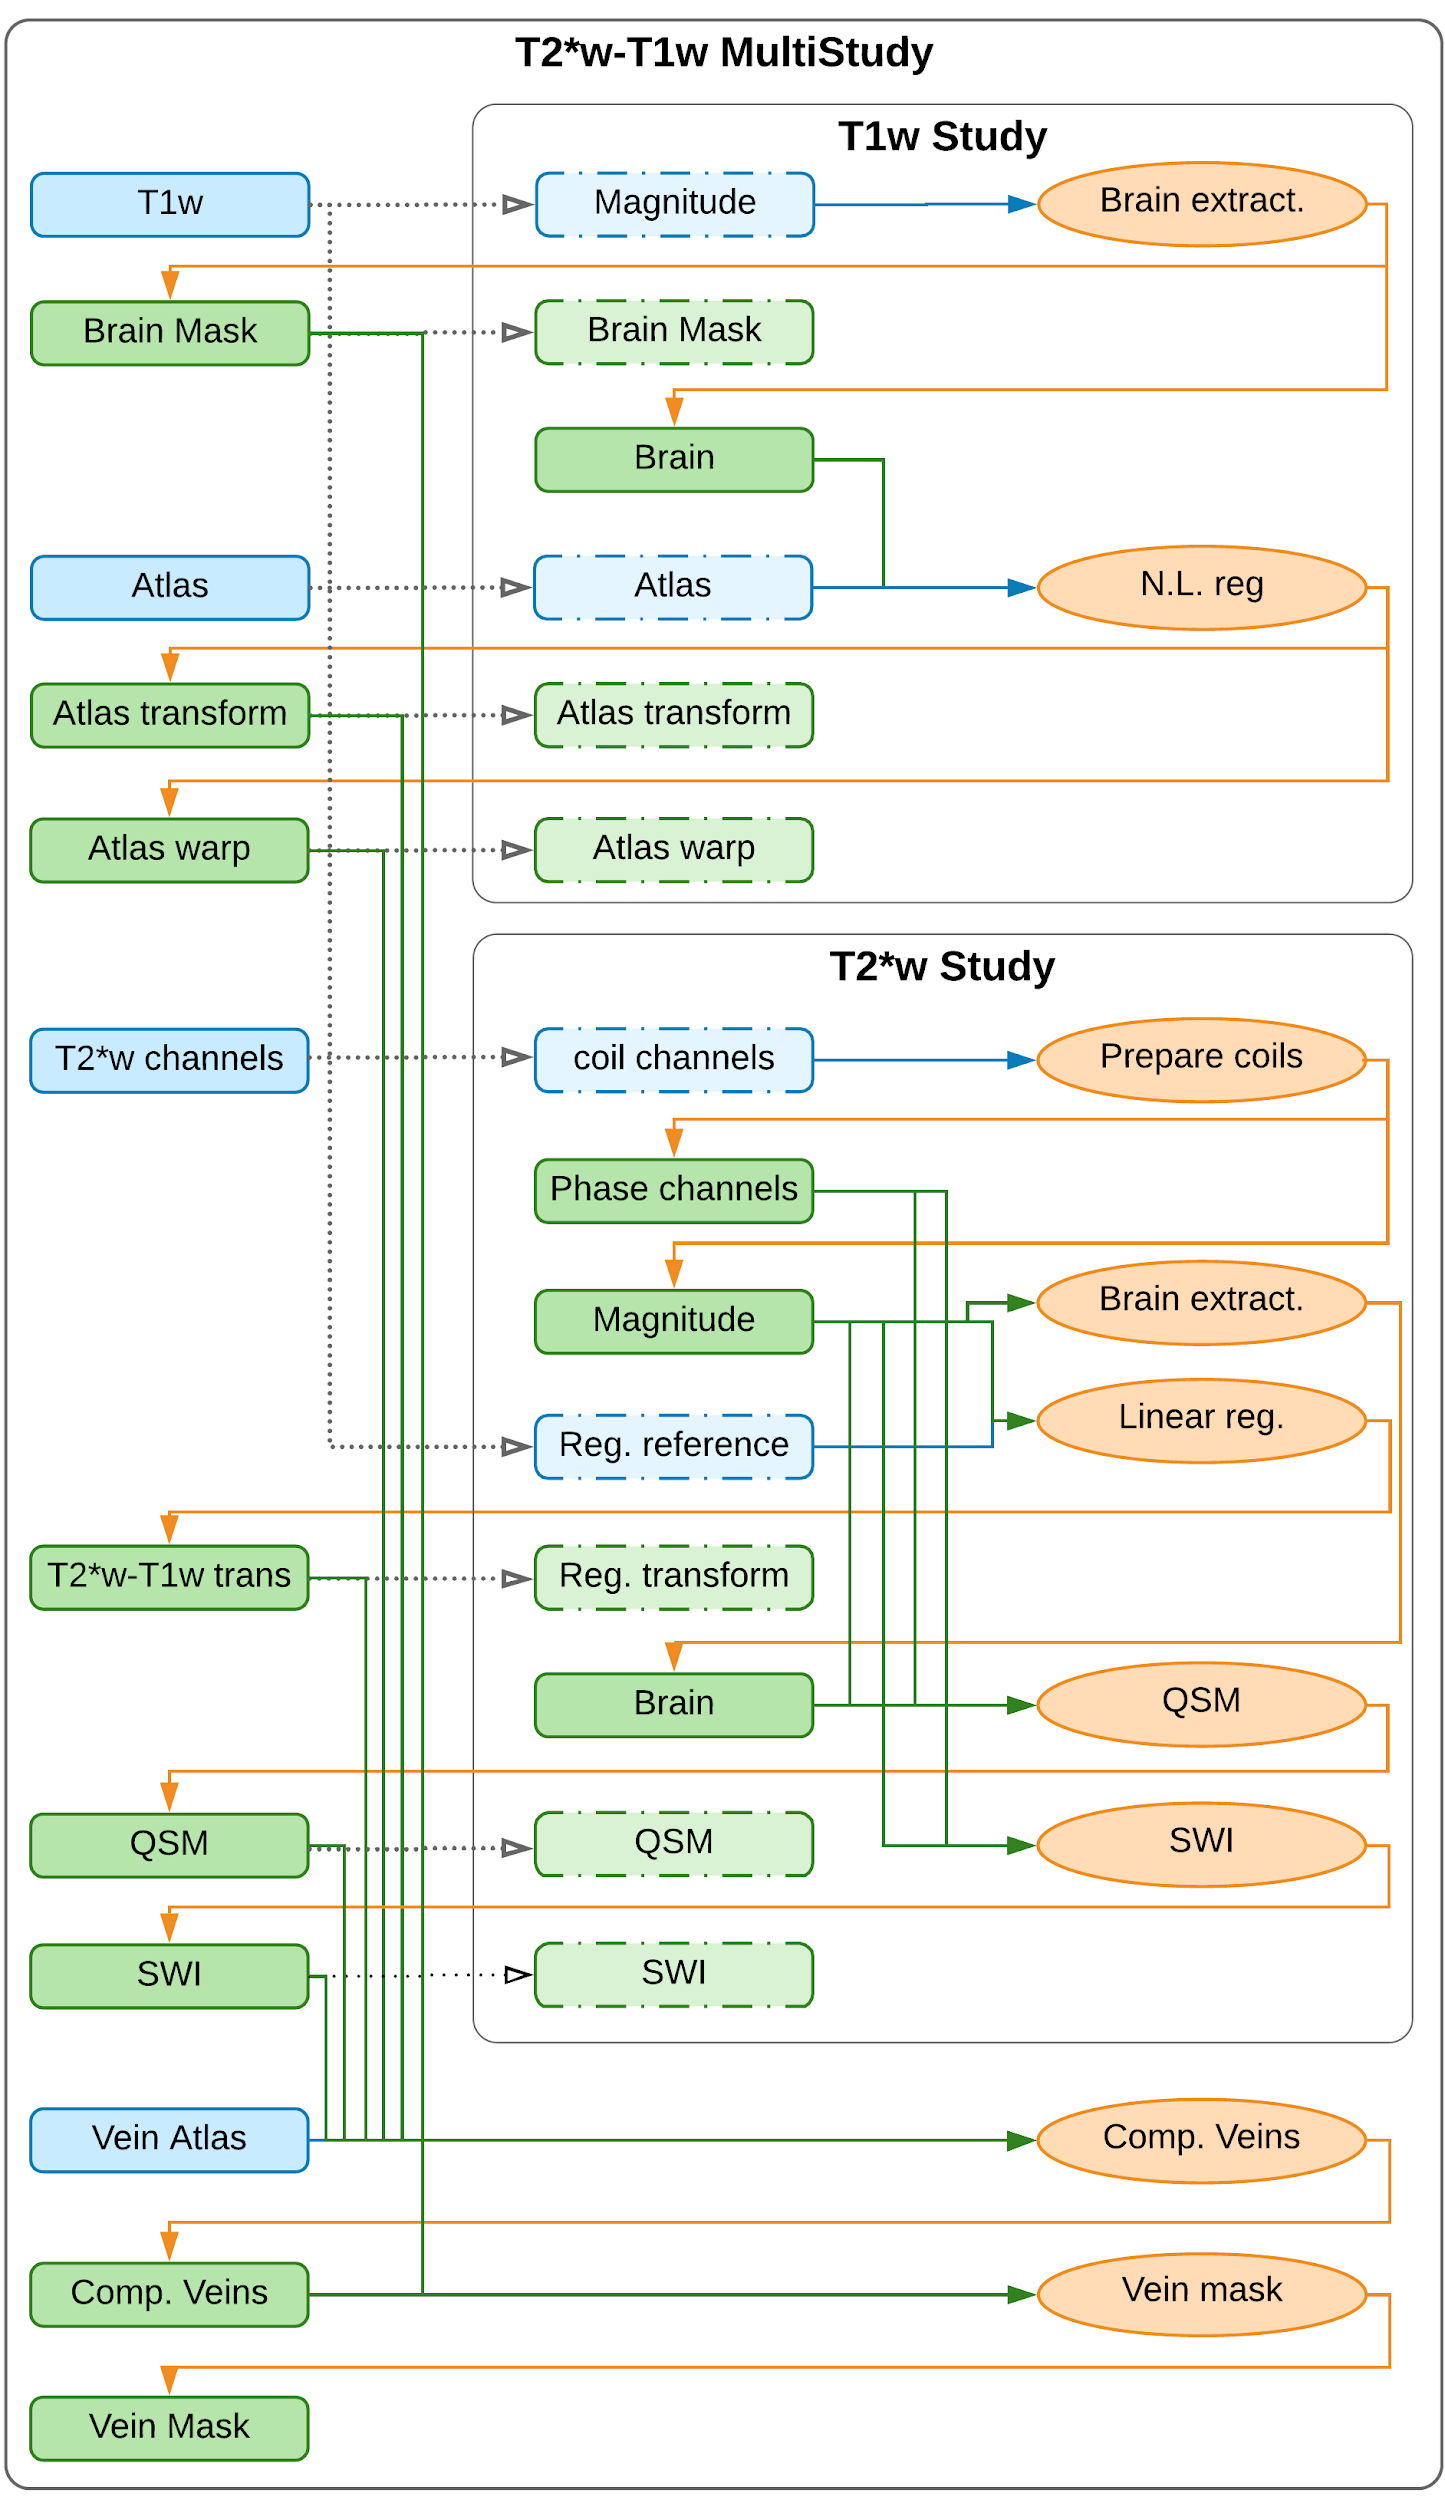 T2*w-T1w MultiStudy
T1w Study
T1w
Magnitude
Brain extract.
Brain Mask
Brain Mask
Brain
Atlas
Atlas
N.L. reg
Atlas transform
Atlas transform
Atlas warp
Atlas warp
T2*w Study
T2*w channels
coil channels
Prepare coils
Phase channels
Magnitude
Brain extract.
Linear reg.
Reg. reference
T2*w-T1w trans
Reg. transform
Brain
QSM
QSM
QSM
SWI
SWI
SWI
Vein Atlas
Comp. Veins
Comp. Veins
Vein mask
Vein Mask